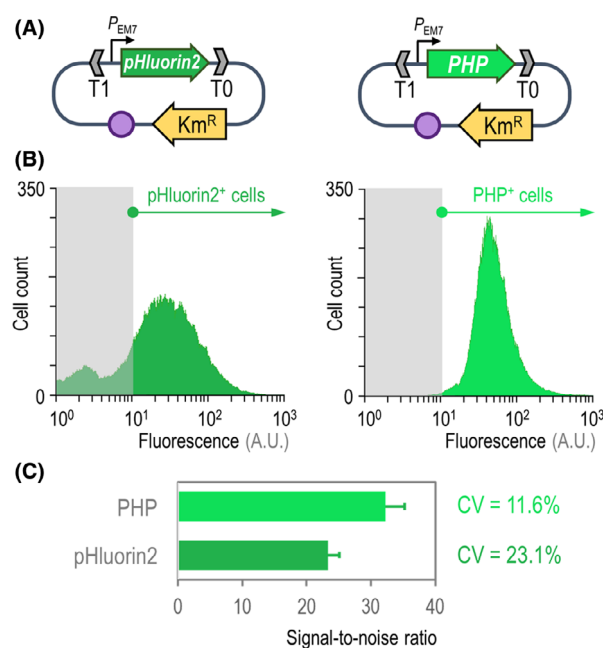 (A)
P_EM7
pHluorin2
T1
T0
Km^R
P_EM7
PHP
T1
T0
Km^R
(B)
350
pHluorin2⁺ cells
Cell count
0
10⁰ 10¹ 10² 10³
Fluorescence (A.U.)
350
PHP⁺ cells
Cell count
0
10⁰ 10¹ 10² 10³
Fluorescence (A.U.)
(C)
PHP
CV = 11.6%
pHluorin2
CV = 23.1%
0 10 20 30 40
Signal-to-noise ratio